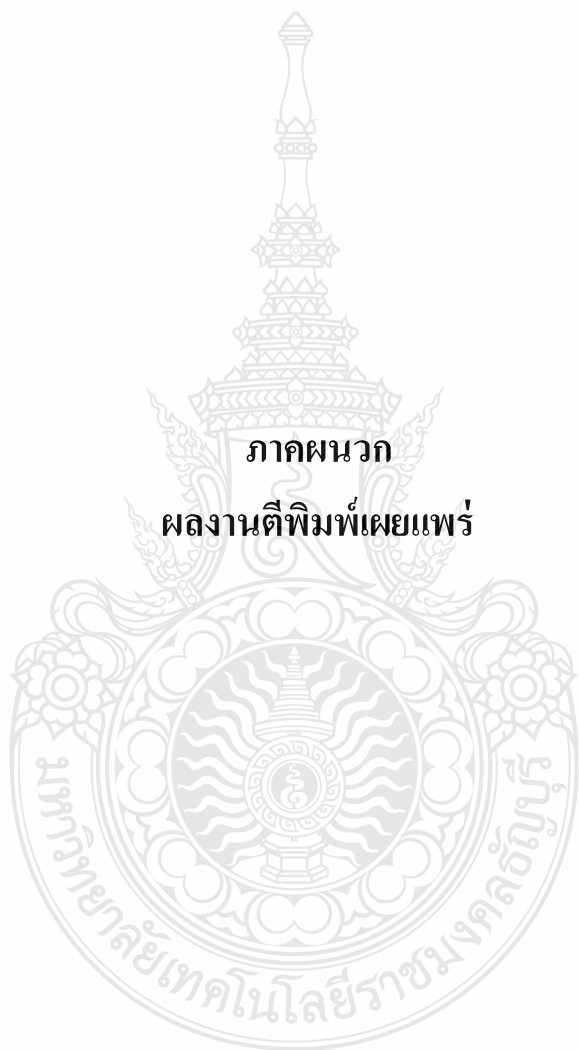 ภาคผนวก
ผลงานตีพิมพ์เผยแพร่
มหาวิทยาลัยเทคโนโลยีราชมงคลธัญบุรี